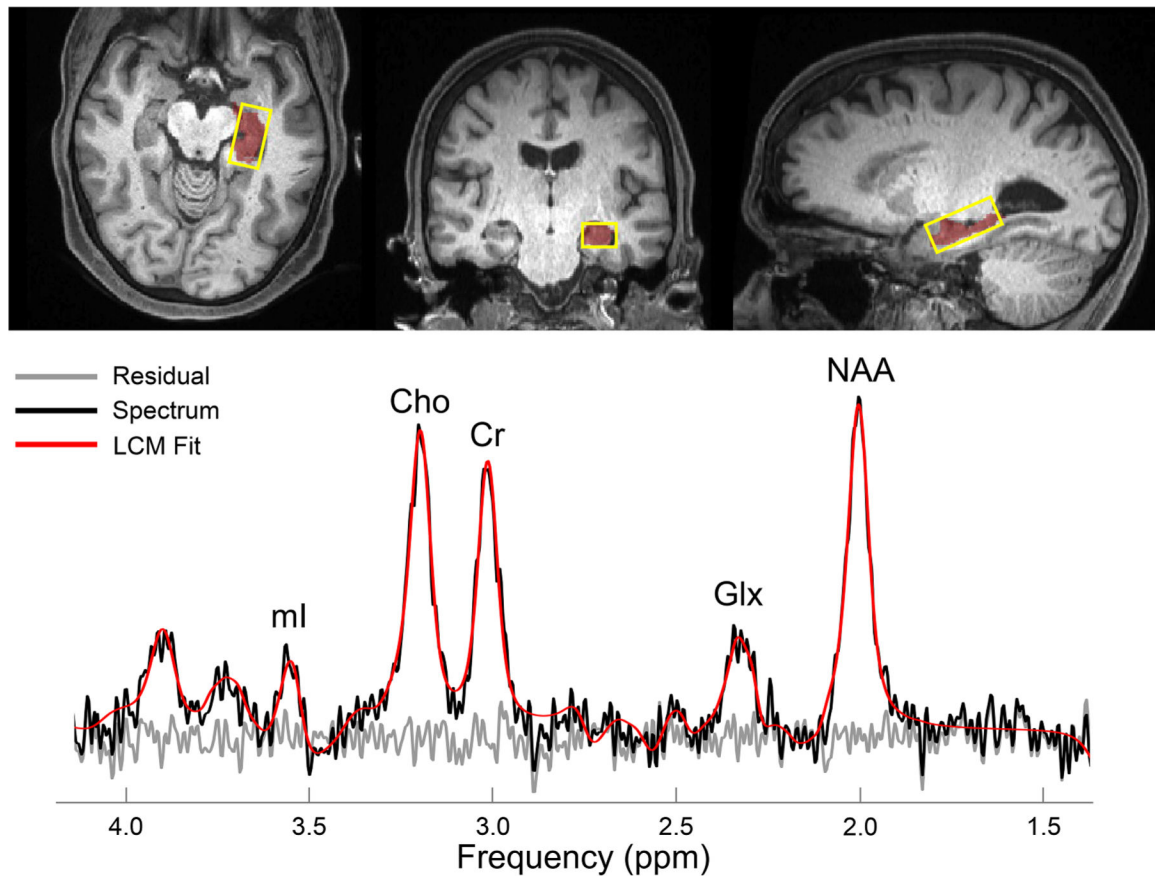 Residual
Spectrum
LCM Fit
Cho
Cr
NAA
mI
Glx
4.0 3.5 3.0 2.5 2.0 1.5
Frequency (ppm)